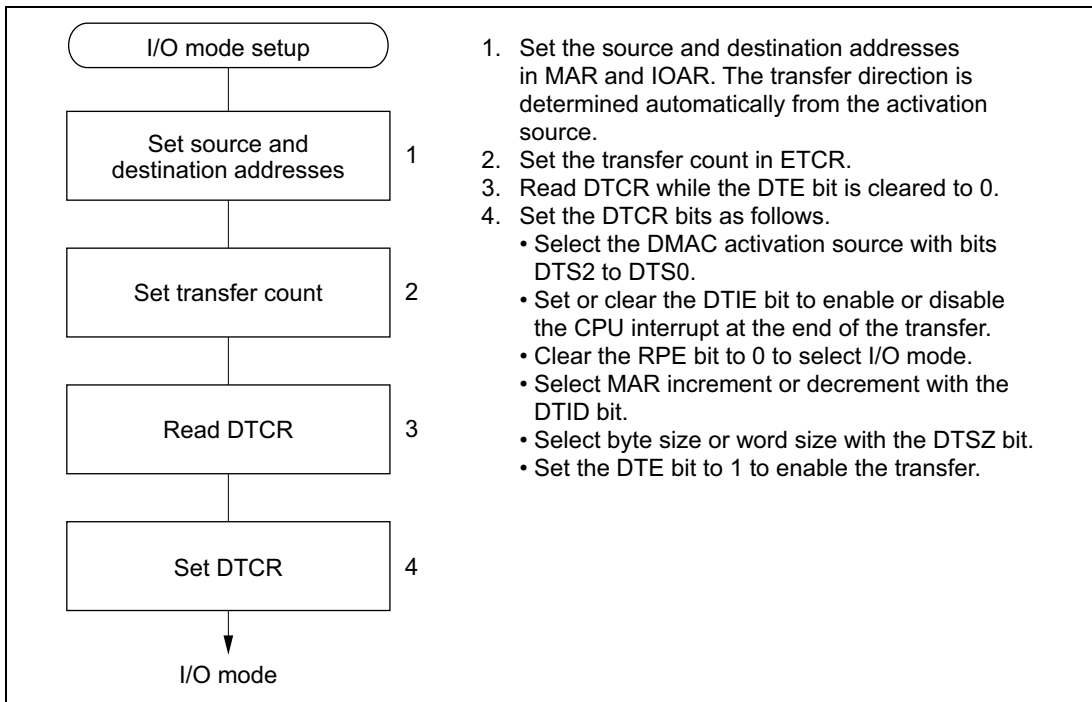 I/O mode setup
Set source and
destination addresses
1
Set transfer count
2
Read DTCR
3
Set DTCR
4
I/O mode
1. Set the source and destination addresses
in MAR and IOAR. The transfer direction is
determined automatically from the activation
source.
2. Set the transfer count in ETCR.
3. Read DTCR while the DTE bit is cleared to 0.
4. Set the DTCR bits as follows.
• Select the DMAC activation source with bits
DTS2 to DTS0.
• Set or clear the DTIE bit to enable or disable
the CPU interrupt at the end of the transfer.
• Clear the RPE bit to 0 to select I/O mode.
• Select MAR increment or decrement with the
DTID bit.
• Select byte size or word size with the DTSZ bit.
• Set the DTE bit to 1 to enable the transfer.